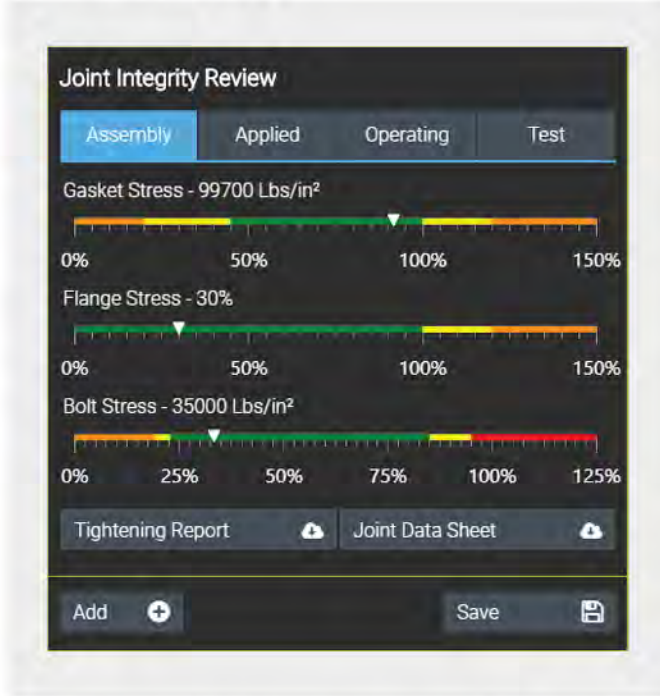 Joint Integrity Review
Assembly Applied Operating Test
Gasket Stress - 99700 Lbs/in²
0% 50% 100% 150%
Flange Stress - 30%
0% 50% 100% 150%
Bolt Stress - 35000 Lbs/in²
0% 25% 50% 75% 100% 125%
Tightening Report Joint Data Sheet
Add Save